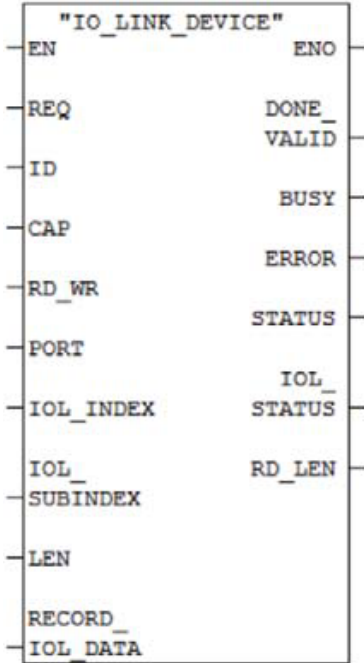 "IO_LINK_DEVICE"
EN ENO
REQ DONE_
VALID
ID
BUSY
CAP
ERROR
RD_WR
STATUS
PORT
IOL_
IOL_INDEX STATUS
IOL_ RD_LEN
SUBINDEX
LEN
RECORD_
IOL_DATA